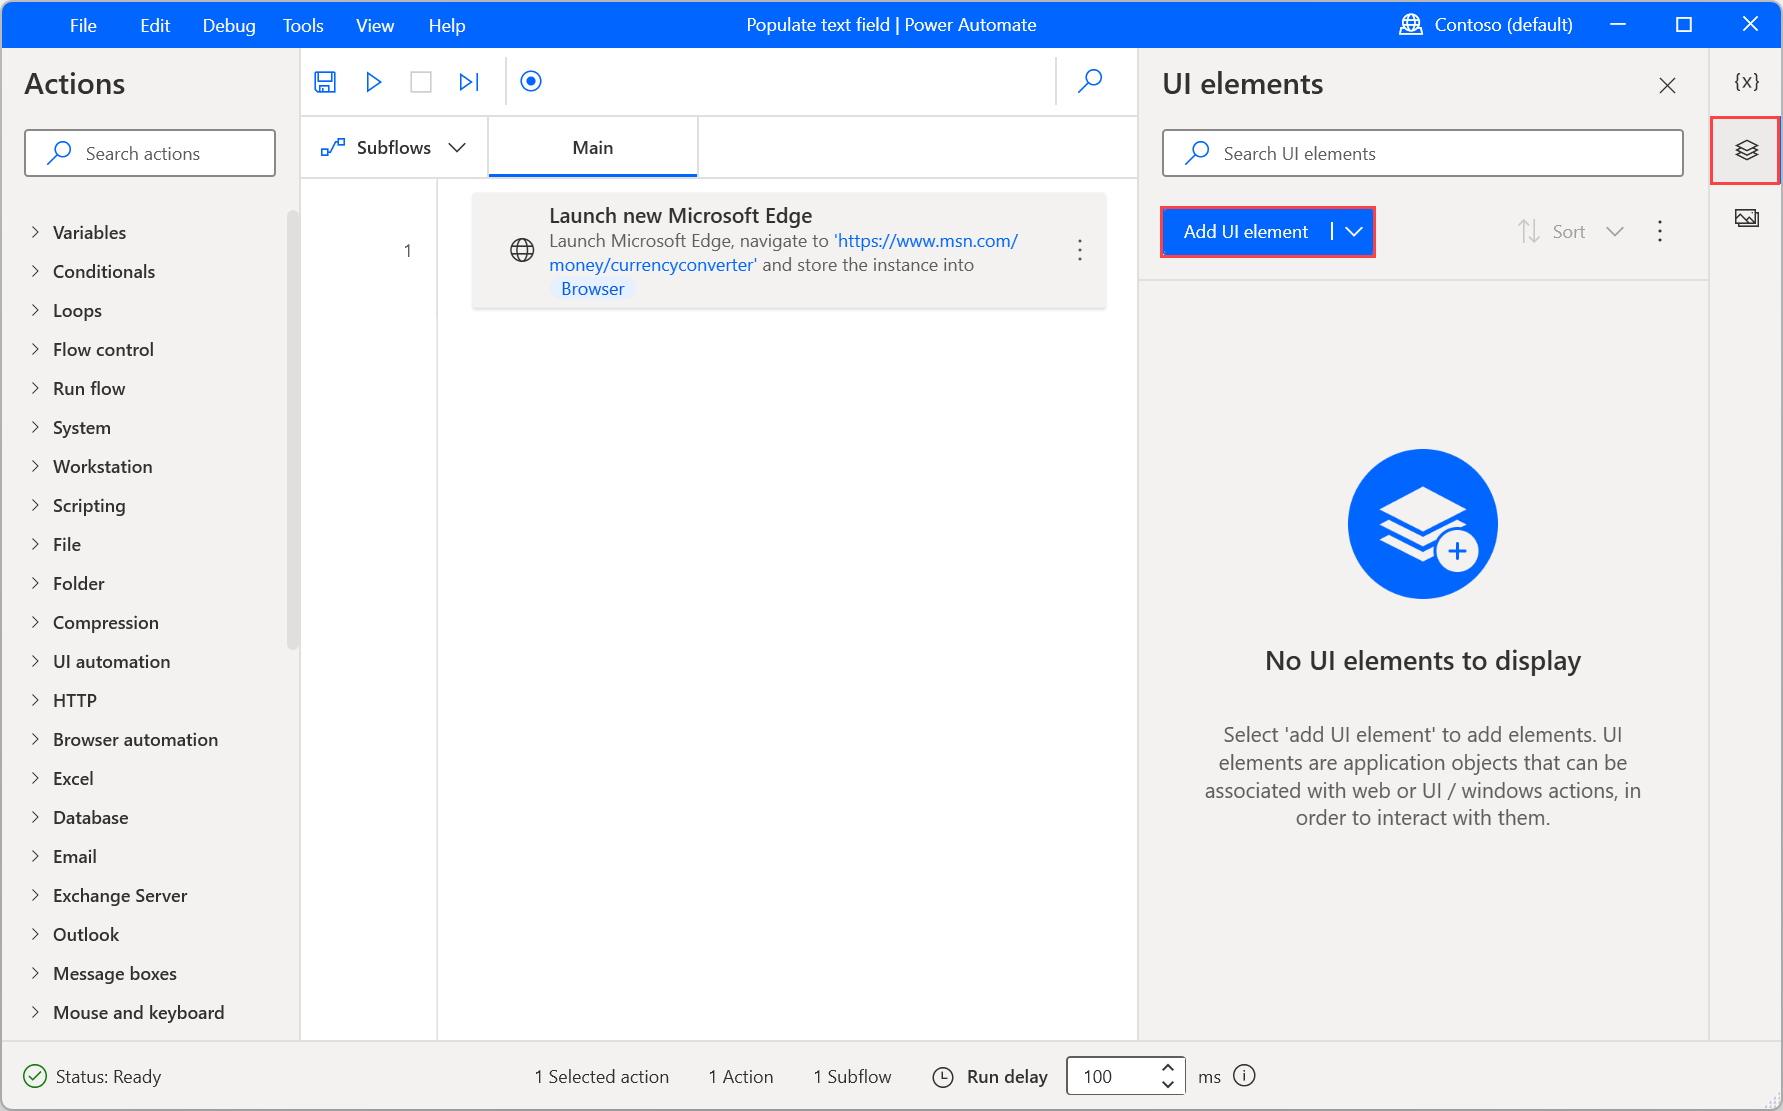 File Edit Debug Tools View Help Populate text field | Power Automate Contoso (default)
Actions
Search actions
Variables
Conditionals
Loops
Flow control
Run flow
System
Workstation
Scripting
File
Folder
Compression
UI automation
HTTP
Browser automation
Excel
Database
Email
Exchange Server
Outlook
Message boxes
Mouse and keyboard
Subflows Main
1
Launch new Microsoft Edge
Launch Microsoft Edge, navigate to 'https://www.msn.com/
money/currencyconverter' and store the instance into
Browser
UI elements
{x}
Search UI elements
Add UI element Sort
No UI elements to display
Select 'add UI element' to add elements. UI
elements are application objects that can be
associated with web or UI / windows actions, in
order to interact with them.
Status: Ready 1 Selected action 1 Action 1 Subflow Run delay 100 ms